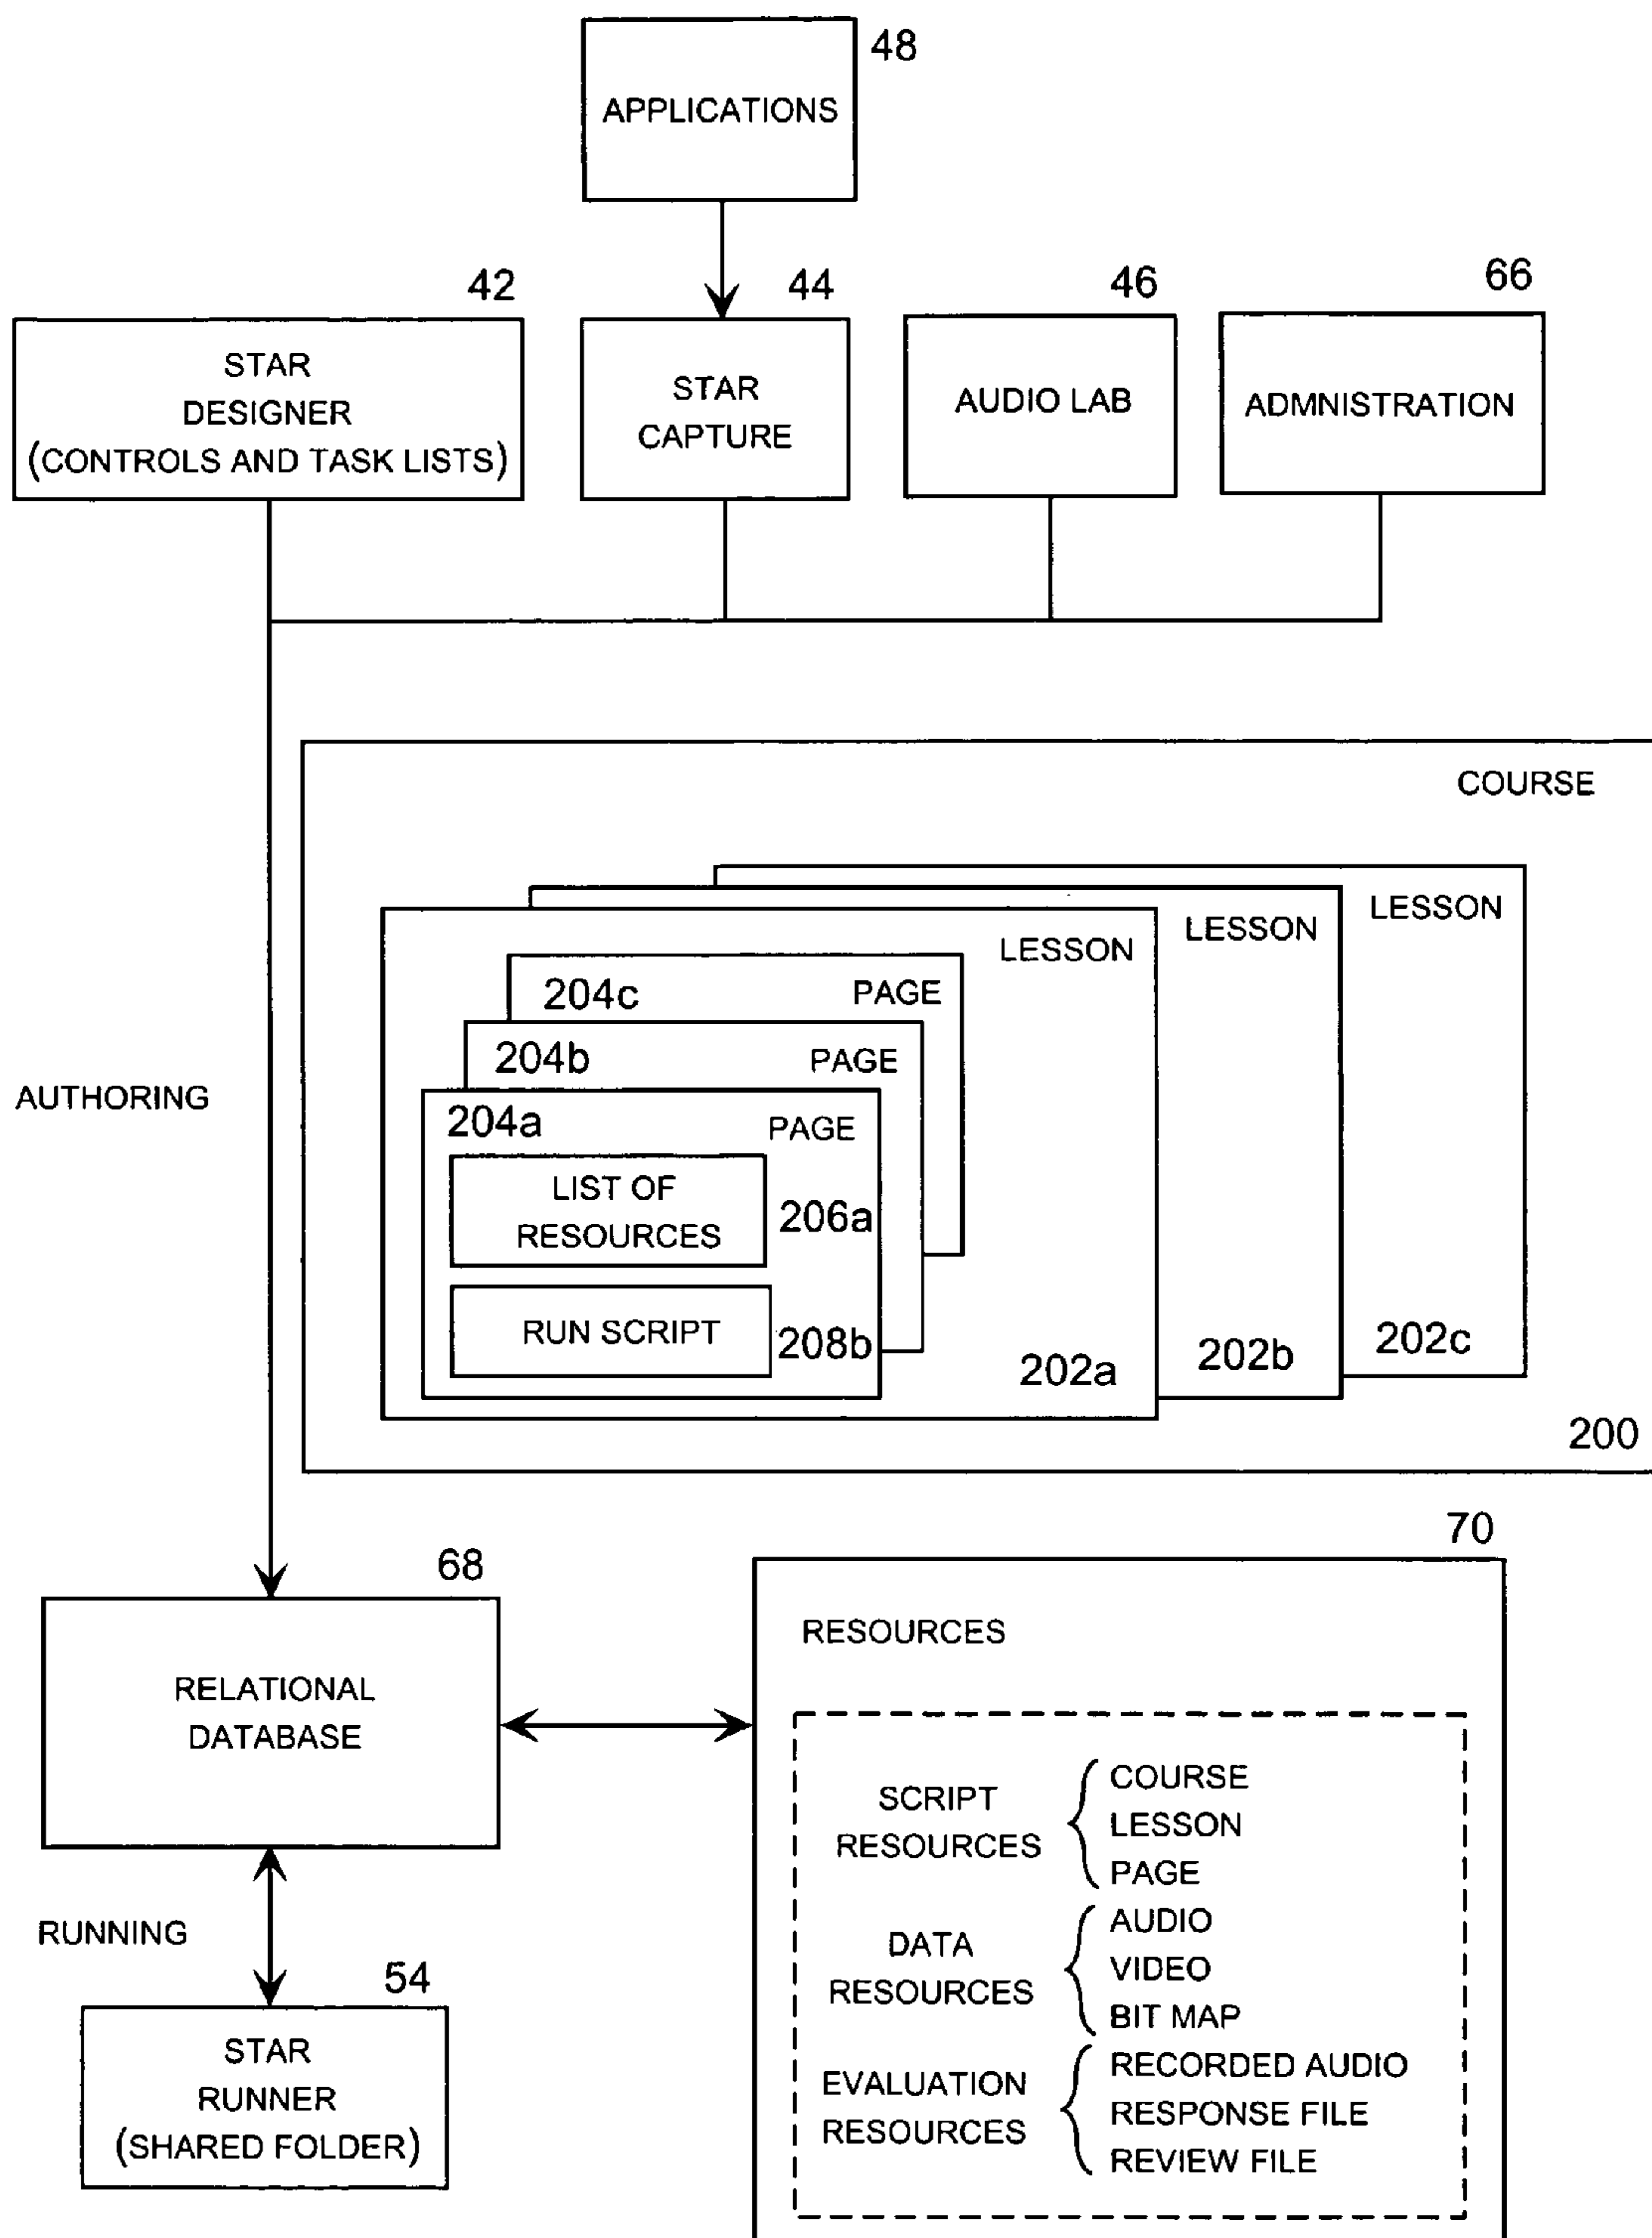 48
APPLICATIONS
42
44
46
66
STAR
DESIGNER
(CONTROLS AND TASK LISTS)
STAR
CAPTURE
AUDIO LAB
ADMNISTRATION
COURSE
LESSON
LESSON
LESSON
204c
PAGE
204b
PAGE
204a
PAGE
LIST OF
RESOURCES
206a
RUN SCRIPT
208b
202a
202b
202c
200
AUTHORING
68
RELATIONAL
DATABASE
70
RESOURCES
SCRIPT
RESOURCES
COURSE
LESSON
PAGE
DATA
RESOURCES
AUDIO
VIDEO
BIT MAP
EVALUATION
RESOURCES
RECORDED AUDIO
RESPONSE FILE
REVIEW FILE
RUNNING
54
STAR
RUNNER
(SHARED FOLDER)